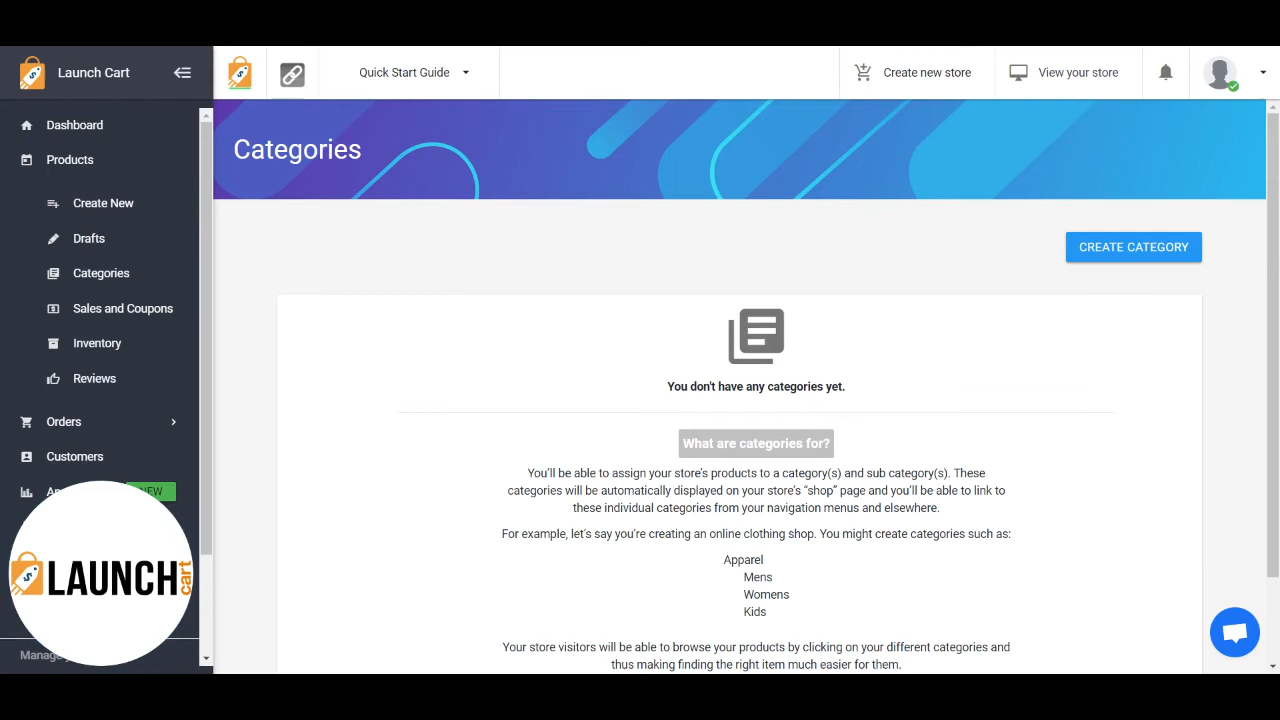 Launch Cart
Quick Start Guide
Create new store
View your store
Dashboard
Products
Create New
Drafts
Categories
Sales and Coupons
Inventory
Reviews
Orders
Customers
NEW
LAUNCH
cart
Categories
CREATE CATEGORY
You don't have any categories yet.
What are categories for?
You'll be able to assign your store's products to a category(s) and sub category(s). These
categories will be automatically displayed on your store's “shop” page and you'll be able to link to
these individual categories from your navigation menus and elsewhere.
For example, let's say you're creating an online clothing shop. You might create categories such as:
Apparel
Mens
Womens
Kids
Your store visitors will be able to browse your products by clicking on your different categories and
thus making finding the right item much easier for them.